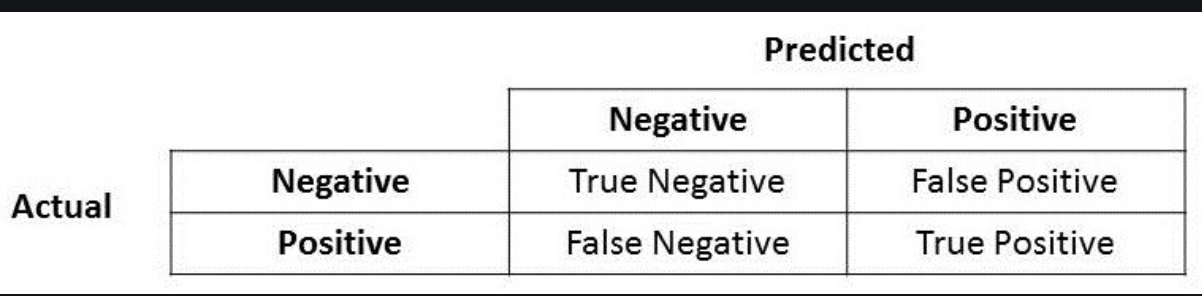 Predicted
Negative Positive
Negative True Negative False Positive
Actual
Positive False Negative True Positive